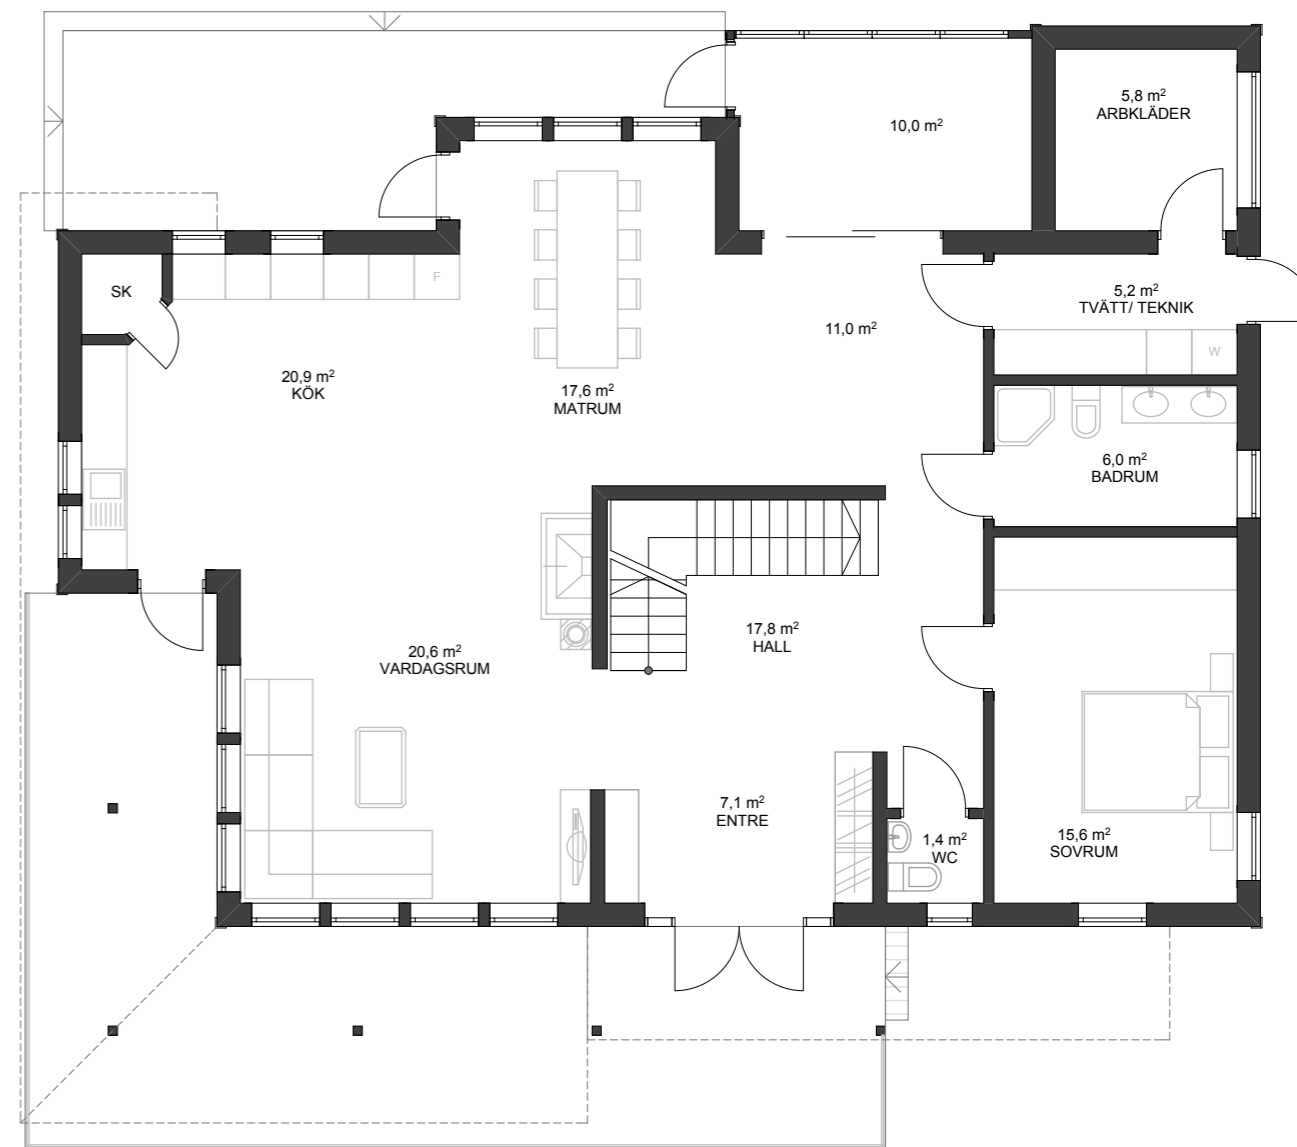 5,8 m²
ARBKLÄDER
10,0 m²
F
SK
5,2 m²
TVÄTT/ TEKNIK
11,0 m²
W
20,9 m²
KÖK
17,6 m²
MATRUM
6,0 m²
BADRUM
17,8 m²
HALL
20,6 m²
VARDAGSRUM
7,1 m²
ENTRE
1,4 m²
WC
15,6 m²
SOVRUM